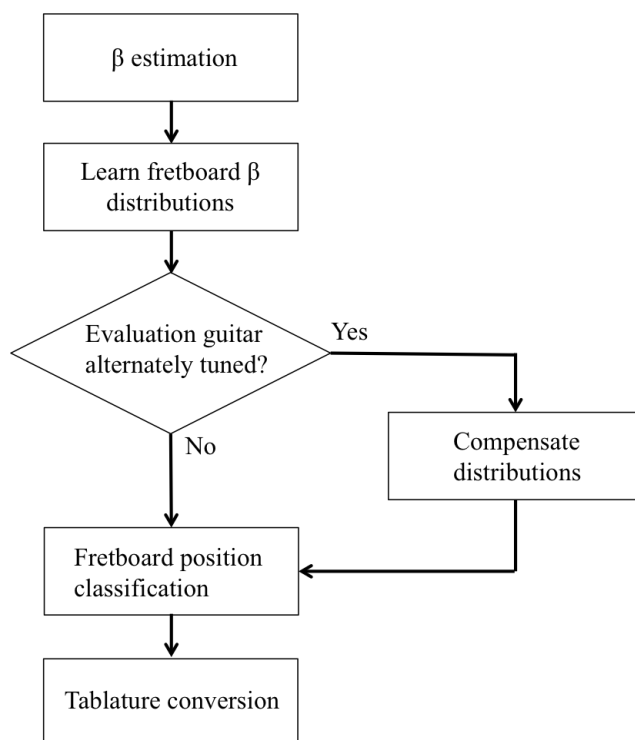 β estimation
Learn fretboard β
distributions
Evaluation guitar
alternately tuned?
Yes
No
Compensate
distributions
Fretboard position
classification
Tablature conversion